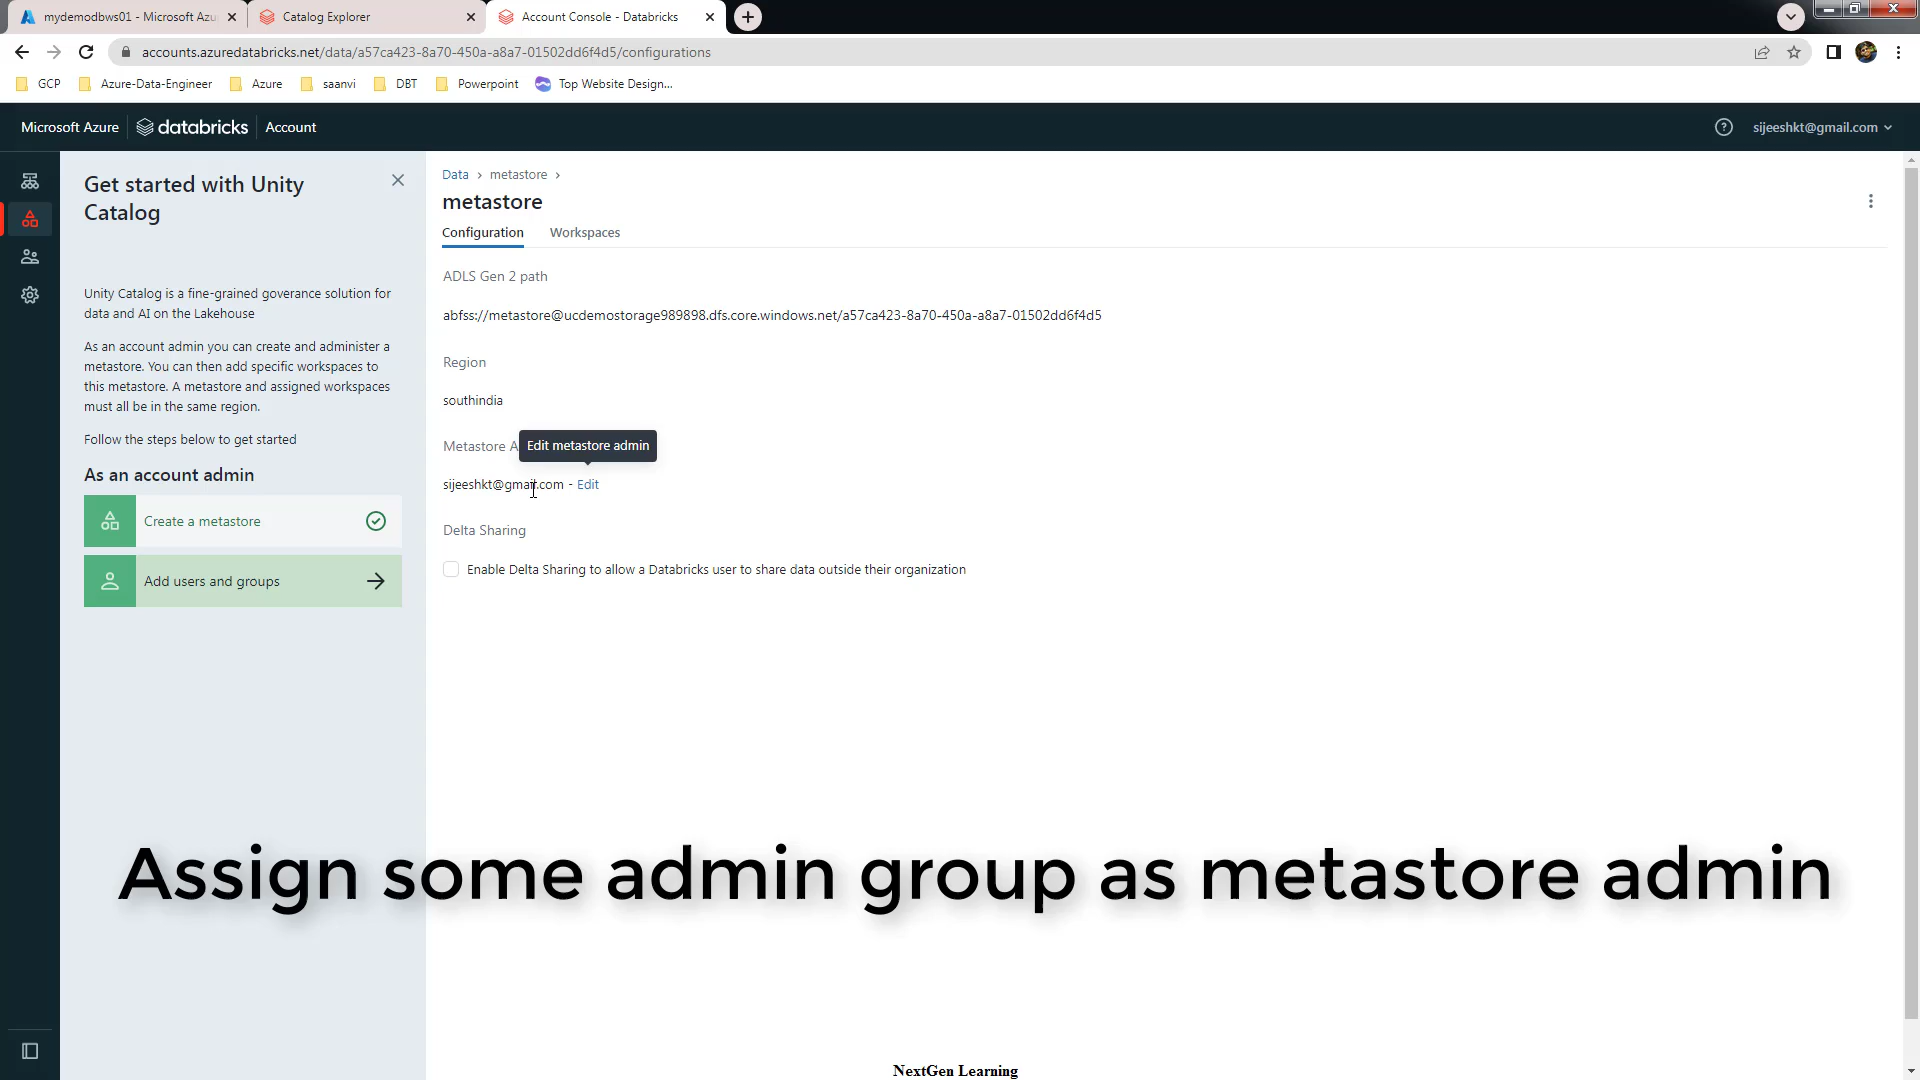 mydemodbws01 - Microsoft Azu
Catalog Explorer
Account Console - Databricks
accounts.azuredatabricks.net/data/a57ca423-8a70-450a-a8a7-01502dd6f4d5/configurations
GCP
Azure-Data-Engineer
Azure
saanvi
DBT
Powerpoint
Top Website Design...
Microsoft Azure
databricks
Account
sijeeshkt@gmail.com
Get started with Unity
Catalog
Unity Catalog is a fine-grained goverance solution for
data and AI on the Lakehouse
As an account admin you can create and administer a
metastore. You can then add specific workspaces to
this metastore. A metastore and assigned workspaces
must all be in the same region.
Follow the steps below to get started
As an account admin
Create a metastore
Add users and groups
Data › metastore ›
metastore
Configuration
Workspaces
ADLS Gen 2 path
abfss://metastore@ucdemostorage989898.dfs.core.windows.net/a57ca423-8a70-450a-a8a7-01502dd6f4d5
Region
southindia
Metastore A
Edit metastore admin
sijeeshkt@gmail.com - Edit
Delta Sharing
Enable Delta Sharing to allow a Databricks user to share data outside their organization
Assign some admin group as metastore admin
NextGen Learning